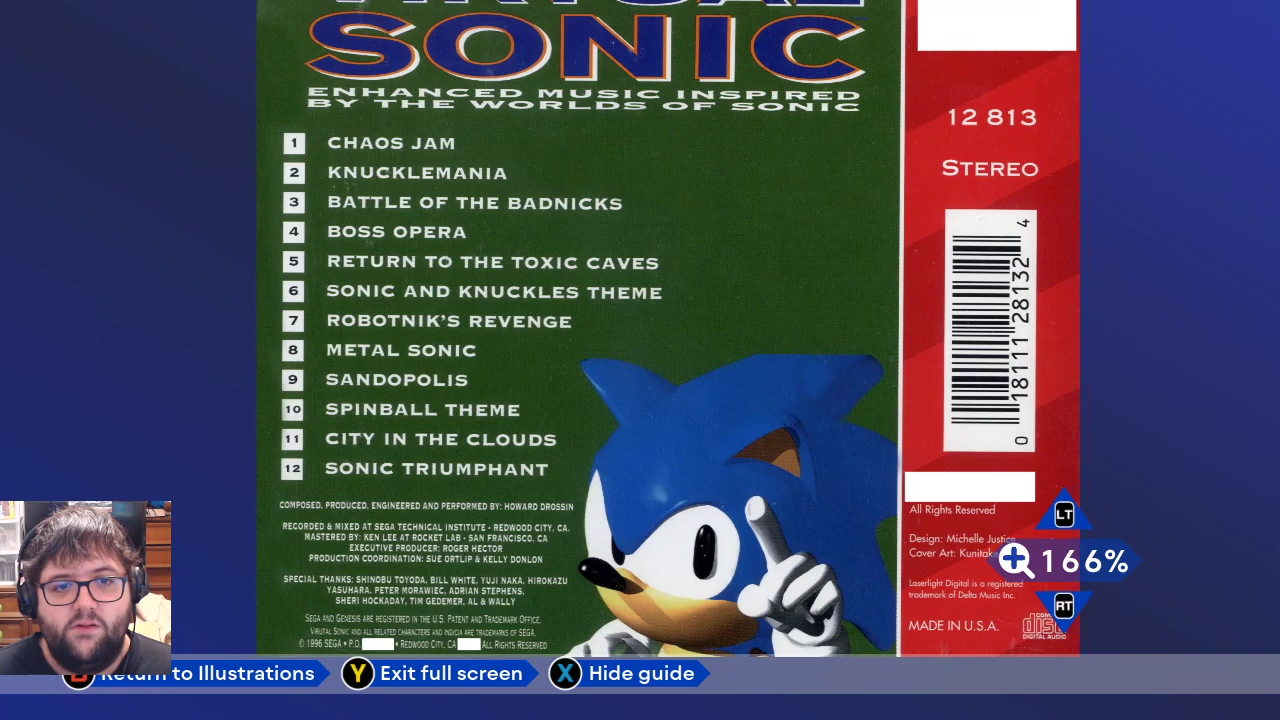 SONIC
ENHANCED MUSIC INSPIRED
BY THE WORLDS OF SONIC
1 CHAOS JAM
2 KNUCKLEMANIA
3 BATTLE OF THE BADNICKS
4 BOSS OPERA
5 RETURN TO THE TOXIC CAVES
6 SONIC AND KNUCKLES THEME
7 ROBOTNIK'S REVENGE
8 METAL SONIC
9 SANDOPOLIS
10 SPINBALL THEME
11 CITY IN THE CLOUDS
12 SONIC TRIUMPHANT
COMPOSED, PRODUCED, ENGINEERED AND PERFORMED BY: HOWARD DROSSIN
RECORDED & MIXED AT SEGA TECHNICAL INSTITUTE - REDWOOD CITY, CA.
MASTERED BY: KEN LEE AT ROCKET LAB - SAN FRANCISCO, CA
EXECUTIVE PRODUCER: ROGER HECTOR
PRODUCTION COORDINATION: SUE ORTLIP & KELLY DONLON
SPECIAL THANKS: SHINOBU TOYODA, BILL WHITE, YUJI NAKA, HIROKAZU
YASUHARA, PETER MORAWIEC, ADRIAN STEPHENS,
SHERI HOCKADAY, TIM GEDEMER, AL & WALLY
SEGA AND GENESIS ARE REGISTERED IN THE U.S. PATENT AND TRADEMARK OFFICE.
VIRUTAL SONIC AND ALL RELATED CHARACTERS AND INDICIA ARE TRADEMARKS OF SEGA.
© 1996 SEGA • P.O. • REDWOOD CITY, CA ALL RIGHTS RESERVED
12 813
STEREO
0 18111 28132 4
All Rights Reserved
Design: Michelle Justice
Cover Art: Kunitake
Laserlight Digital is a registered
trademark of Delta Music Inc.
MADE IN U.S.A.
DIGITAL AUDIO
LT
166%
RT
Return to Illustrations
Y Exit full screen
X Hide guide